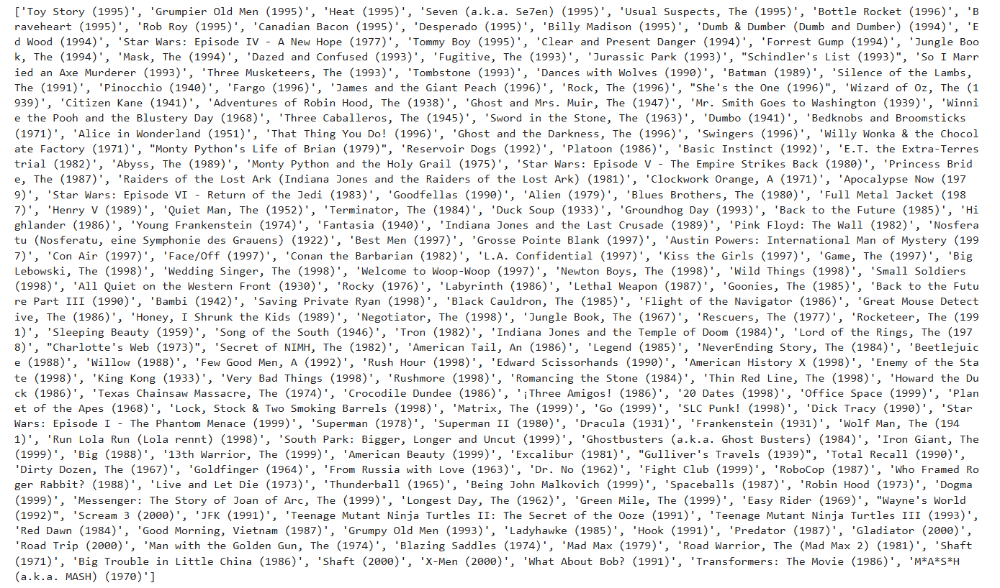 ['Toy Story (1995)', 'Grumpier Old Men (1995)', 'Heat (1995)', 'Seven (a.k.a. Se7en) (1995)', 'Usual Suspects, The (1995)', 'Bottle Rocket (1996)', 'B
raveheart (1995)', 'Rob Roy (1995)', 'Canadian Bacon (1995)', 'Desperado (1995)', 'Billy Madison (1995)', 'Dumb & Dumber (Dumb and Dumber) (1994)', 'E
d Wood (1994)', 'Star Wars: Episode IV - A New Hope (1977)', 'Tommy Boy (1995)', 'Clear and Present Danger (1994)', 'Forrest Gump (1994)', 'Jungle Boo
k, The (1994)', 'Mask, The (1994)', 'Dazed and Confused (1993)', 'Fugitive, The (1993)', 'Jurassic Park (1993)', "Schindler's List (1993)", 'So I Marr
ied an Axe Murderer (1993)', 'Three Musketeers, The (1993)', 'Tombstone (1993)', 'Dances with Wolves (1990)', 'Batman (1989)', 'Silence of the Lambs,
The (1991)', 'Pinocchio (1940)', 'Fargo (1996)', 'James and the Giant Peach (1996)', 'Rock, The (1996)', "She's the One (1996)", 'Wizard of Oz, The (1
939)', 'Citizen Kane (1941)', 'Adventures of Robin Hood, The (1938)', 'Ghost and Mrs. Muir, The (1947)', 'Mr. Smith Goes to Washington (1939)', 'Winni
e the Pooh and the Blustery Day (1968)', 'Three Caballeros, The (1945)', 'Sword in the Stone, The (1963)', 'Dumbo (1941)', 'Bedknobs and Broomsticks
(1971)', 'Alice in Wonderland (1951)', 'That Thing You Do! (1996)', 'Ghost and the Darkness, The (1996)', 'Swingers (1996)', 'Willy Wonka & the Chocol
ate Factory (1971)', "Monty Python's Life of Brian (1979)", 'Reservoir Dogs (1992)', 'Platoon (1986)', 'Basic Instinct (1992)', 'E.T. the Extra-Terres
trial (1982)', 'Abyss, The (1989)', 'Monty Python and the Holy Grail (1975)', 'Star Wars: Episode V - The Empire Strikes Back (1980)', 'Princess Brid
e, The (1987)', 'Raiders of the Lost Ark (Indiana Jones and the Raiders of the Lost Ark) (1981)', 'Clockwork Orange, A (1971)', 'Apocalypse Now (197
9)', 'Star Wars: Episode VI - Return of the Jedi (1983)', 'Goodfellas (1990)', 'Alien (1979)', 'Blues Brothers, The (1980)', 'Full Metal Jacket (198
7)', 'Henry V (1989)', 'Quiet Man, The (1952)', 'Terminator, The (1984)', 'Duck Soup (1933)', 'Groundhog Day (1993)', 'Back to the Future (1985)', 'Hi
ghlander (1986)', 'Young Frankenstein (1974)', 'Fantasia (1940)', 'Indiana Jones and the Last Crusade (1989)', 'Pink Floyd: The Wall (1982)', 'Nosfera
tu (Nosferatu, eine Symphonie des Grauens) (1922)', 'Best Men (1997)', 'Grosse Pointe Blank (1997)', 'Austin Powers: International Man of Mystery (199
7)', 'Con Air (1997)', 'Face/Off (1997)', 'Conan the Barbarian (1982)', 'L.A. Confidential (1997)', 'Kiss the Girls (1997)', 'Game, The (1997)', 'Big
Lebowski, The (1998)', 'Wedding Singer, The (1998)', 'Welcome to Woop-Woop (1997)', 'Newton Boys, The (1998)', 'Wild Things (1998)', 'Small Soldiers
(1998)', 'All Quiet on the Western Front (1930)', 'Rocky (1976)', 'Labyrinth (1986)', 'Lethal Weapon (1987)', 'Goonies, The (1985)', 'Back to the Futu
re Part III (1990)', 'Bambi (1942)', 'Saving Private Ryan (1998)', 'Black Cauldron, The (1985)', 'Flight of the Navigator (1986)', 'Great Mouse Detect
ive, The (1986)', 'Honey, I Shrunk the Kids (1989)', 'Negotiator, The (1998)', 'Jungle Book, The (1967)', 'Rescuers, The (1977)', 'Rocketeer, The (199
1)', 'Sleeping Beauty (1959)', 'Song of the South (1946)', 'Tron (1982)', 'Indiana Jones and the Temple of Doom (1984)', 'Lord of the Rings, The (197
8)', "Charlotte's Web (1973)", 'Secret of NIMH, The (1982)', 'American Tail, An (1986)', 'Legend (1985)', 'NeverEnding Story, The (1984)', 'Beetlejuic
e (1988)', 'Willow (1988)', 'Few Good Men, A (1992)', 'Rush Hour (1998)', 'Edward Scissorhands (1990)', 'American History X (1998)', 'Enemy of the Sta
te (1998)', 'King Kong (1933)', 'Very Bad Things (1998)', 'Rushmore (1998)', 'Romancing the Stone (1984)', 'Thin Red Line, The (1998)', 'Howard the Du
ck (1986)', 'Texas Chainsaw Massacre, The (1974)', 'Crocodile Dundee (1986)', '¡Three Amigos! (1986)', '20 Dates (1998)', 'Office Space (1999)', 'Plan
et of the Apes (1968)', 'Lock, Stock & Two Smoking Barrels (1998)', 'Matrix, The (1999)', 'Go (1999)', 'SLC Punk! (1998)', 'Dick Tracy (1990)', 'Star
Wars: Episode I - The Phantom Menace (1999)', 'Superman (1978)', 'Superman II (1980)', 'Dracula (1931)', 'Frankenstein (1931)', 'Wolf Man, The (194
1)', 'Run Lola Run (Lola rennt) (1998)', 'South Park: Bigger, Longer and Uncut (1999)', 'Ghostbusters (a.k.a. Ghost Busters) (1984)', 'Iron Giant, The
(1999)', 'Big (1988)', '13th Warrior, The (1999)', 'American Beauty (1999)', 'Excalibur (1981)', "Gulliver's Travels (1939)", 'Total Recall (1990)',
'Dirty Dozen, The (1967)', 'Goldfinger (1964)', 'From Russia with Love (1963)', 'Dr. No (1962)', 'Fight Club (1999)', 'RoboCop (1987)', 'Who Framed Ro
ger Rabbit? (1988)', 'Live and Let Die (1973)', 'Thunderball (1965)', 'Being John Malkovich (1999)', 'Spaceballs (1987)', 'Robin Hood (1973)', 'Dogma
(1999)', 'Messenger: The Story of Joan of Arc, The (1999)', 'Longest Day, The (1962)', 'Green Mile, The (1999)', 'Easy Rider (1969)', "Wayne's World
(1992)", 'Scream 3 (2000)', 'JFK (1991)', 'Teenage Mutant Ninja Turtles II: The Secret of the Ooze (1991)', 'Teenage Mutant Ninja Turtles III (1993)',
'Red Dawn (1984)', 'Good Morning, Vietnam (1987)', 'Grumpy Old Men (1993)', 'Ladyhawke (1985)', 'Hook (1991)', 'Predator (1987)', 'Gladiator (2000)',
'Road Trip (2000)', 'Man with the Golden Gun, The (1974)', 'Blazing Saddles (1974)', 'Mad Max (1979)', 'Road Warrior, The (Mad Max 2) (1981)', 'Shaft
(1971)', 'Big Trouble in Little China (1986)', 'Shaft (2000)', 'X-Men (2000)', 'What About Bob? (1991)', 'Transformers: The Movie (1986)', 'M*A*S*H
(a.k.a. MASH) (1970)']